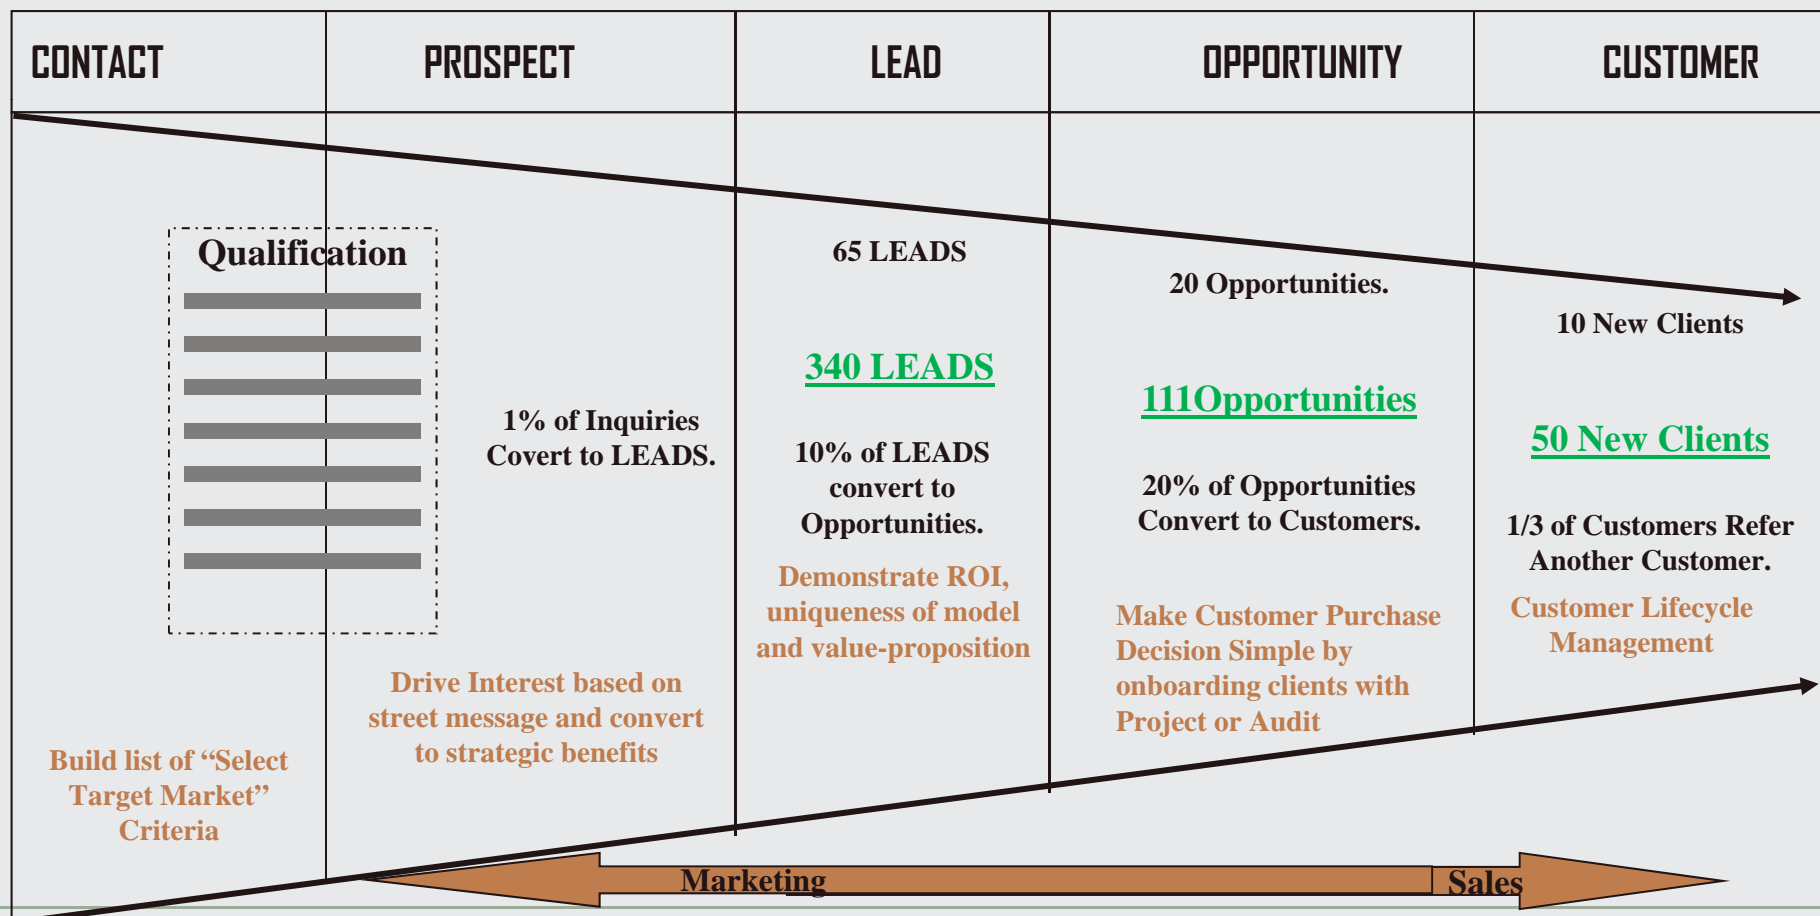 CONTACT
PROSPECT
LEAD
OPPORTUNITY
CUSTOMER
Qualification
Build list of “Select
Target Market”
Criteria
1% of Inquiries
Covert to LEADS.
Drive Interest based on
street message and convert
to strategic benefits
65 LEADS
340 LEADS
10% of LEADS
convert to
Opportunities.
Demonstrate ROI,
uniqueness of model
and value-proposition
20 Opportunities.
111Opportunities
20% of Opportunities
Convert to Customers.
Make Customer Purchase
Decision Simple by
onboarding clients with
Project or Audit
10 New Clients
50 New Clients
1/3 of Customers Refer
Another Customer.
Customer Lifecycle
Management
Marketing
Sales